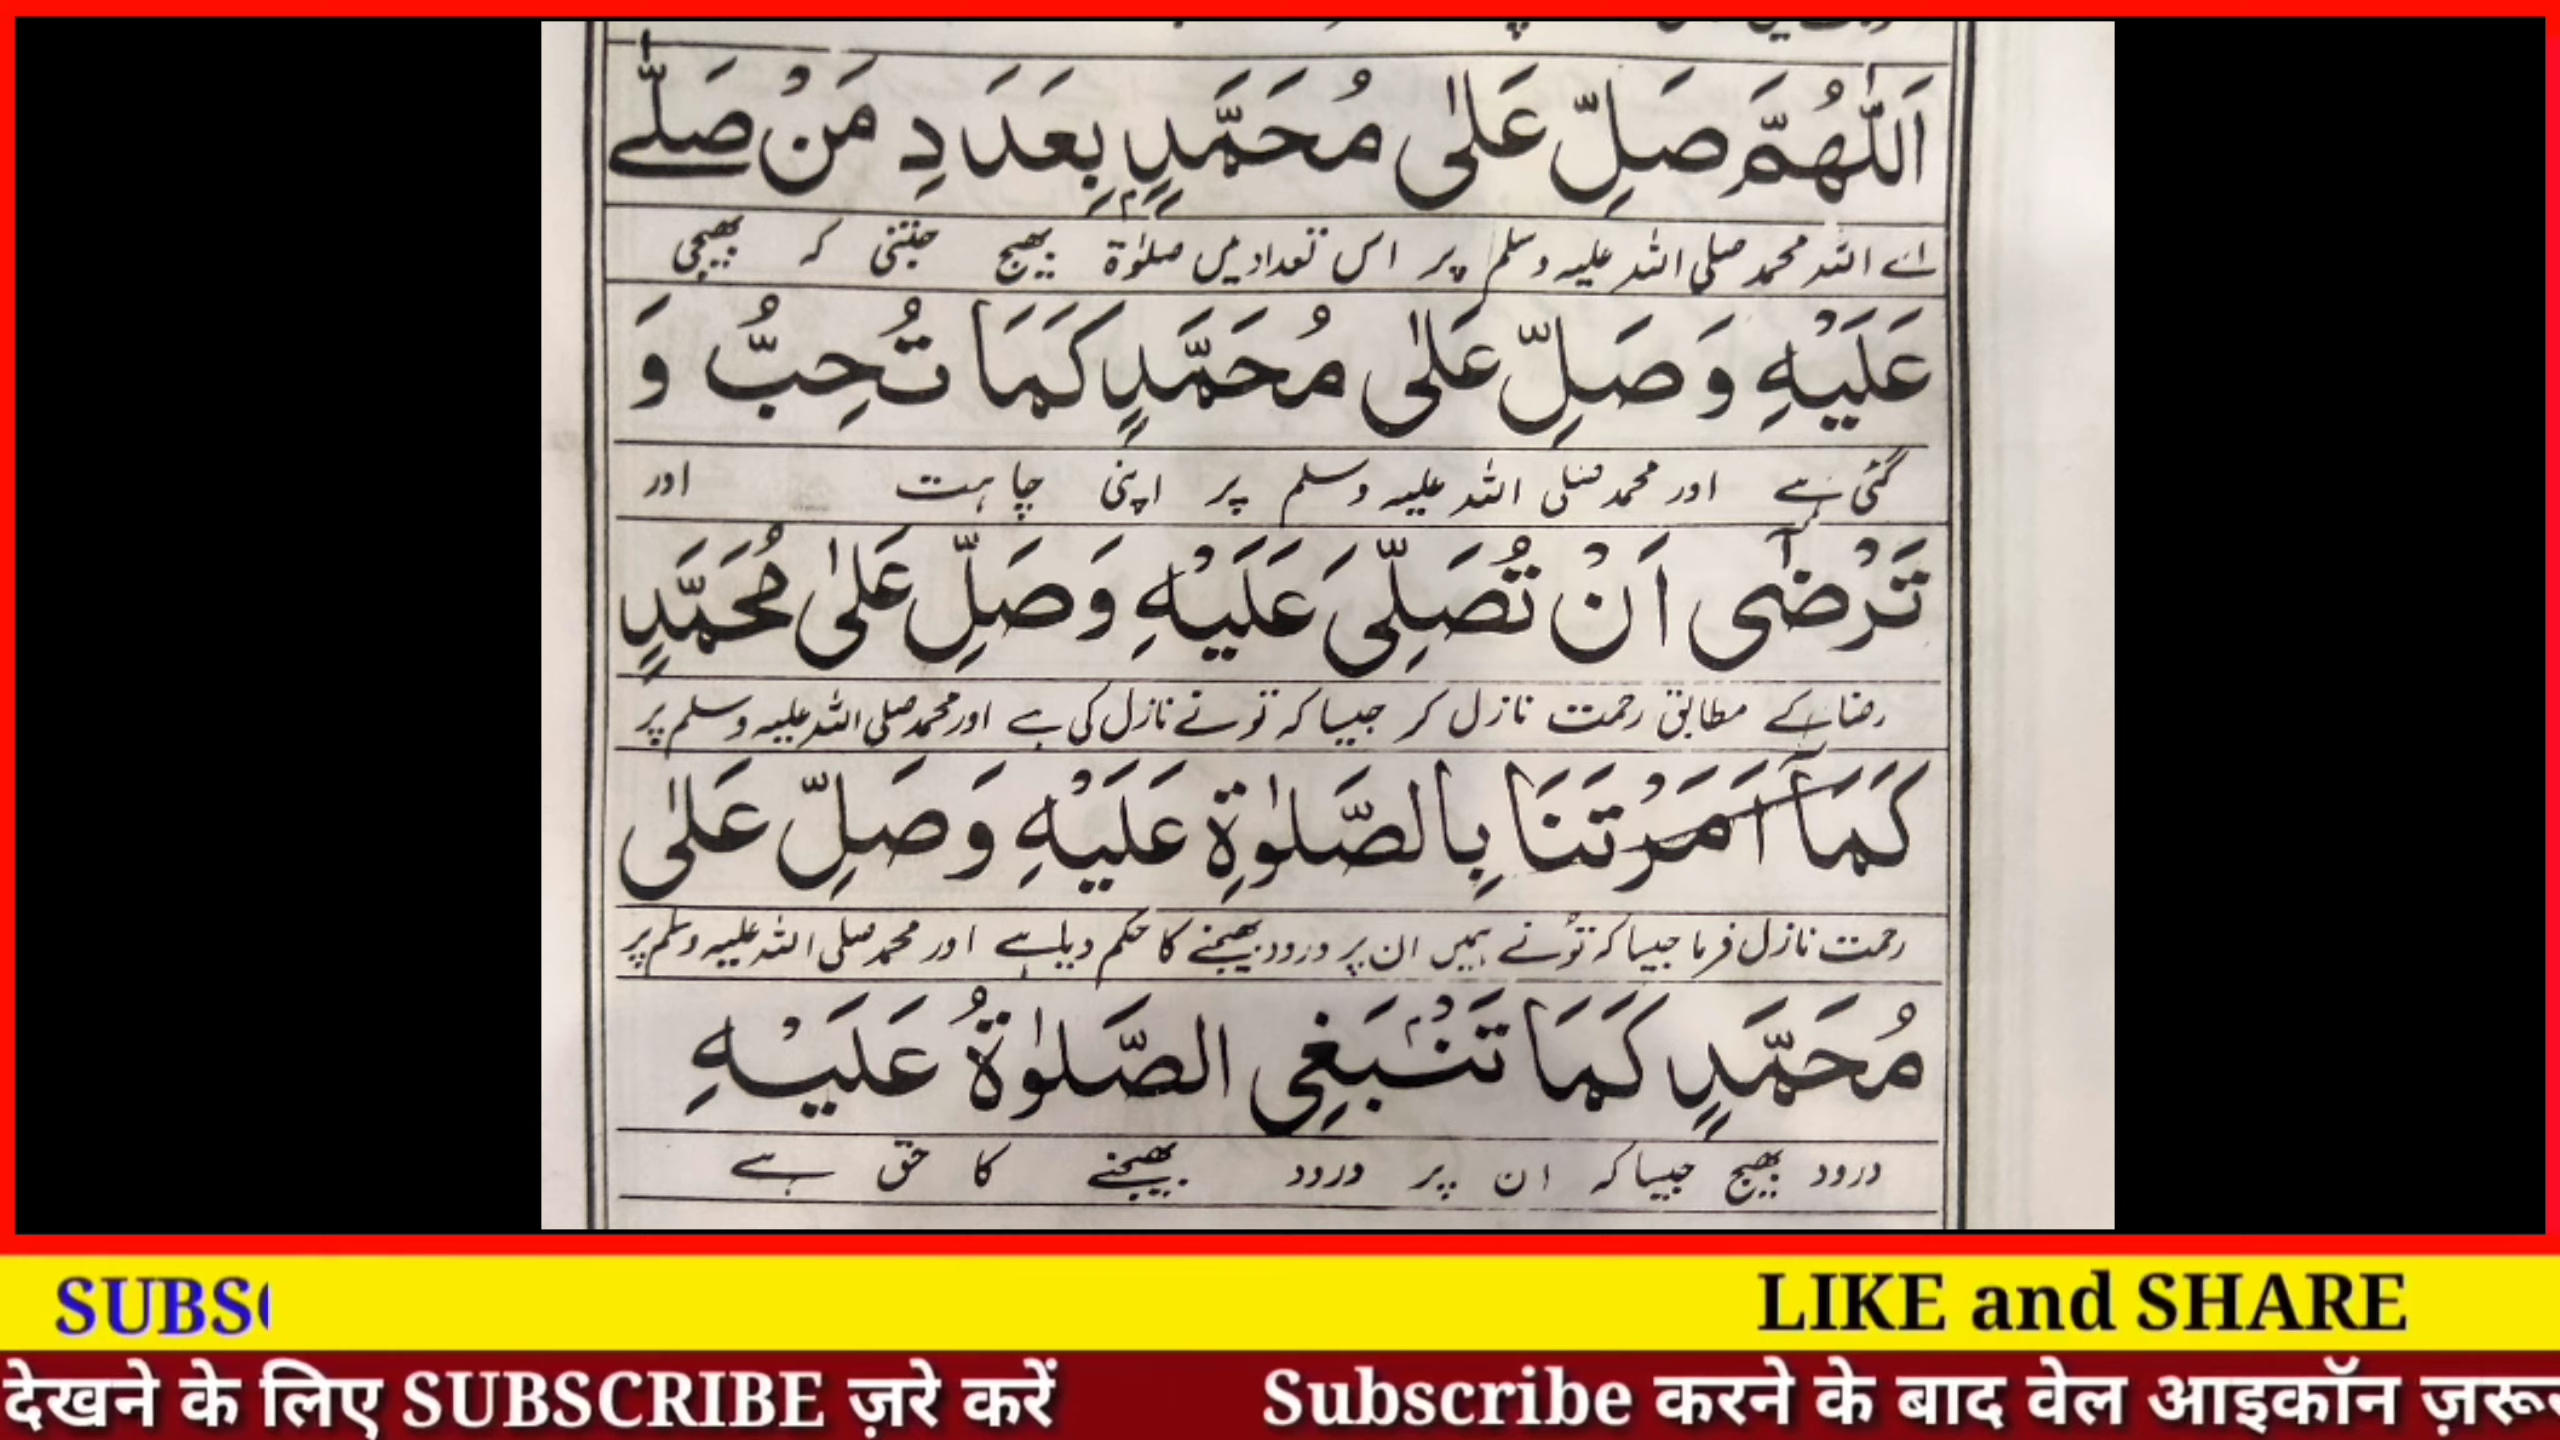 اَللّٰهُمَّ صَلِّ عَلٰی مُحَمَّدٍۭ بِعَدَدِ مَنْ صَلّٰے
اے اللہ محمد صلی اللہ علیہ وسلم پر اس تعداد میں صلوٰۃ بھیج جتنی کہ بھیجی
عَلَیْهِ وَصَلِّ عَلٰی مُحَمَّدٍ کَمَا تُحِبُّ وَ
گئی ہے اور محمد صلی اللہ علیہ وسلم پر اپنی چاہت اور
تَرْضٰٓی اَنْ تُصَلِّیَ عَلَیْهِ وَصَلِّ عَلٰی مُحَمَّدٍ
رضا کے مطابق رحمت نازل کر جیسا کہ تو نے نازل کی ہے اور محمد صلی اللہ علیہ وسلم پر
کَمَآ اَمَرْتَنَا بِالصَّلٰوةِ عَلَیْهِ وَصَلِّ عَلٰی
رحمت نازل فرما جیسا کہ تُو نے ہمیں ان پر درود بھیجنے کا حکم دیا ہے اور محمد صلی اللہ علیہ وسلم پر
مُحَمَّدٍ کَمَا تَنْۢبَغِی الصَّلٰوةُ عَلَیْهِ
درود بھیج جیسا کہ ان پر درود بھیجنے کا حق ہے
SUBS LIKE and SHARE
देखने के लिए SUBSCRIBE ज़रे करें Subscribe करने के बाद वेल आइकॉन ज़रू